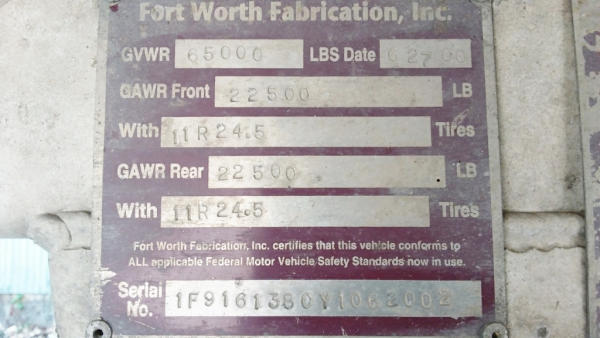 Fort Worth Fabrication, Inc.
GVWR 65000 LBS Date 6 27 00
GAWR Front 22500 LB
With 11R24.5 Tires
GAWR Rear 22500 LB
With 11R24.5 Tires
Fort Worth Fabrication, Inc. certifies that this vehicle conforms to
ALL applicable Federal Motor Vehicle Safety Standards now in use.
Serial No. 1F9161380Y1062002